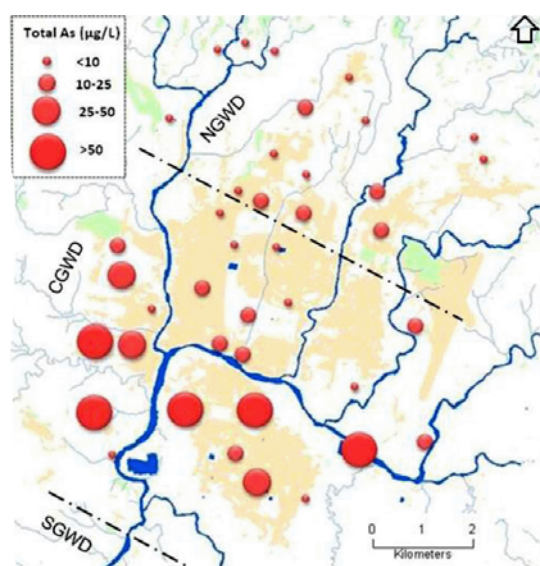 Total As (µg/L)
<10
10-25
25-50
>50
NGWD
CGWD
SGWD
0 1 2
Kilometers